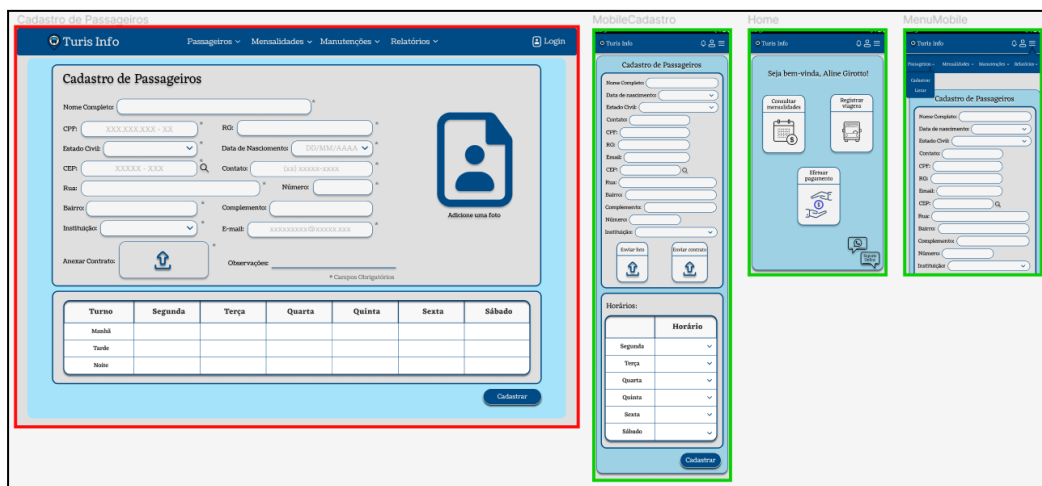 Cadastro de Passageiros
Turis Info
Passageiros Mensalidades Manutenções Relatórios
Login
Cadastro de Passageiros
Nome Completo: *
CPF: XXX.XXX.XXX - XX * RG: *
Estado Civil: * Data de Nascimento: DD/MM/AAAA *
CEP: XXXXX - XXX * Contato: (xx) xxxxx-xxxx *
Rua: * Número: *
Bairro: * Complemento:
Instituição: * E-mail: xxxxxxxxx@xxxxx.xxx *
Adicione uma foto
Anexar Contrato: * Observações:
* Campos Obrigatórios
Turno Segunda Terça Quarta Quinta Sexta Sábado
Manhã
Tarde
Noite
Cadastrar
MobileCadastro
Turis Info
Cadastro de Passageiros
Nome Completo:
Data de nascimento:
Estado Civil:
Contato:
CPF:
RG:
Email:
CEP:
Rua:
Bairro:
Complemento:
Número:
Instituição:
Enviar foto Enviar contrato
Horários:
Horário
Segunda
Terça
Quarta
Quinta
Sexta
Sábado
Cadastrar
Home
Turis Info
Seja bem-vinda, Aline Girotto!
Consultar mensalidades
Registrar viagens
Efetuar pagamento
MenuMobile
Turis Info
Passageiros Mensalidades Manutenções Relatórios
Cadastrar
Listar
Cadastro de Passageiros
Nome Completo:
Data de nascimento:
Estado Civil:
Contato:
CPF:
RG:
Email:
CEP:
Rua:
Bairro:
Complemento:
Número:
Instituição: